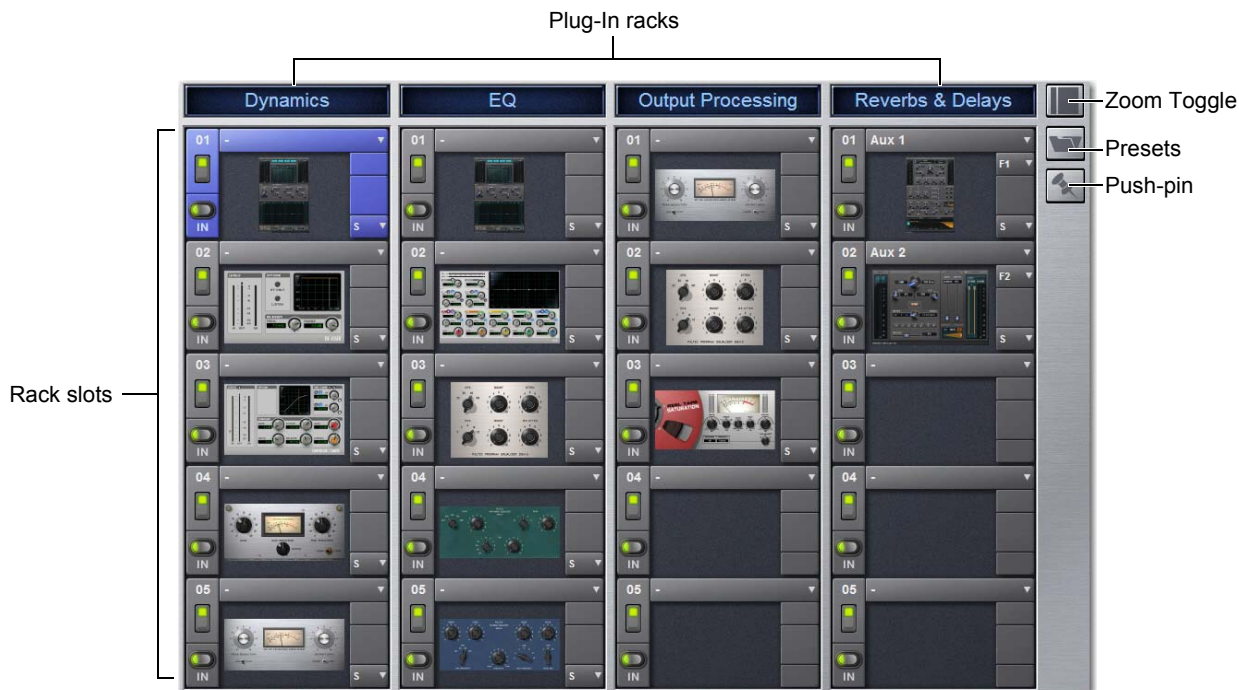 Plug-In racks
Dynamics
EQ
Output Processing
Reverbs & Delays
Zoom Toggle
Presets
Push-pin
Rack slots
01 -
IN
S
01 -
IN
S
01 -
IN
S
01 Aux 1
F1
IN
S
02 -
IN
S
02 -
IN
S
02 -
IN
S
02 Aux 2
F2
IN
S
03 -
IN
S
03 -
IN
S
03 -
REEL TAPE
SATURATION
IN
S
03 -
IN
04 -
IN
S
04 -
IN
S
04 -
IN
04 -
IN
05 -
IN
S
05 -
IN
S
05 -
IN
05 -
IN